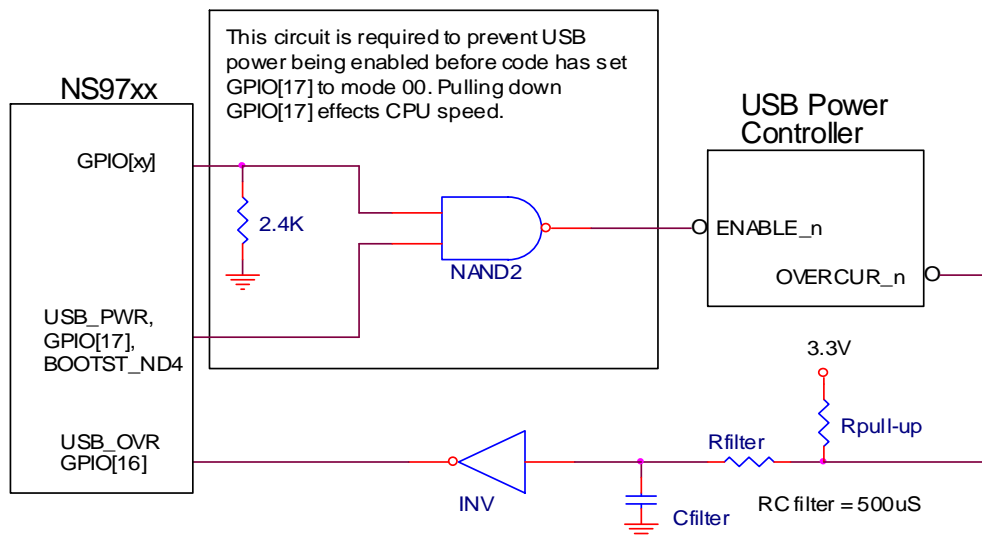 This circuit is required to prevent USB
power being enabled before code has set
GPIO[17] to mode 00. Pulling down
GPIO[17] effects CPU speed.
NS97xx
USB Power
Controller
GPIO[xy]
2.4K
NAND2
ENABLE_n
OVERCUR_n
USB_PWR,
GPIO[17],
BOOTST_ND4
3.3V
USB_OVR
GPIO[16]
Rfilter
Rpull-up
INV
Cfilter
RC filter = 500uS